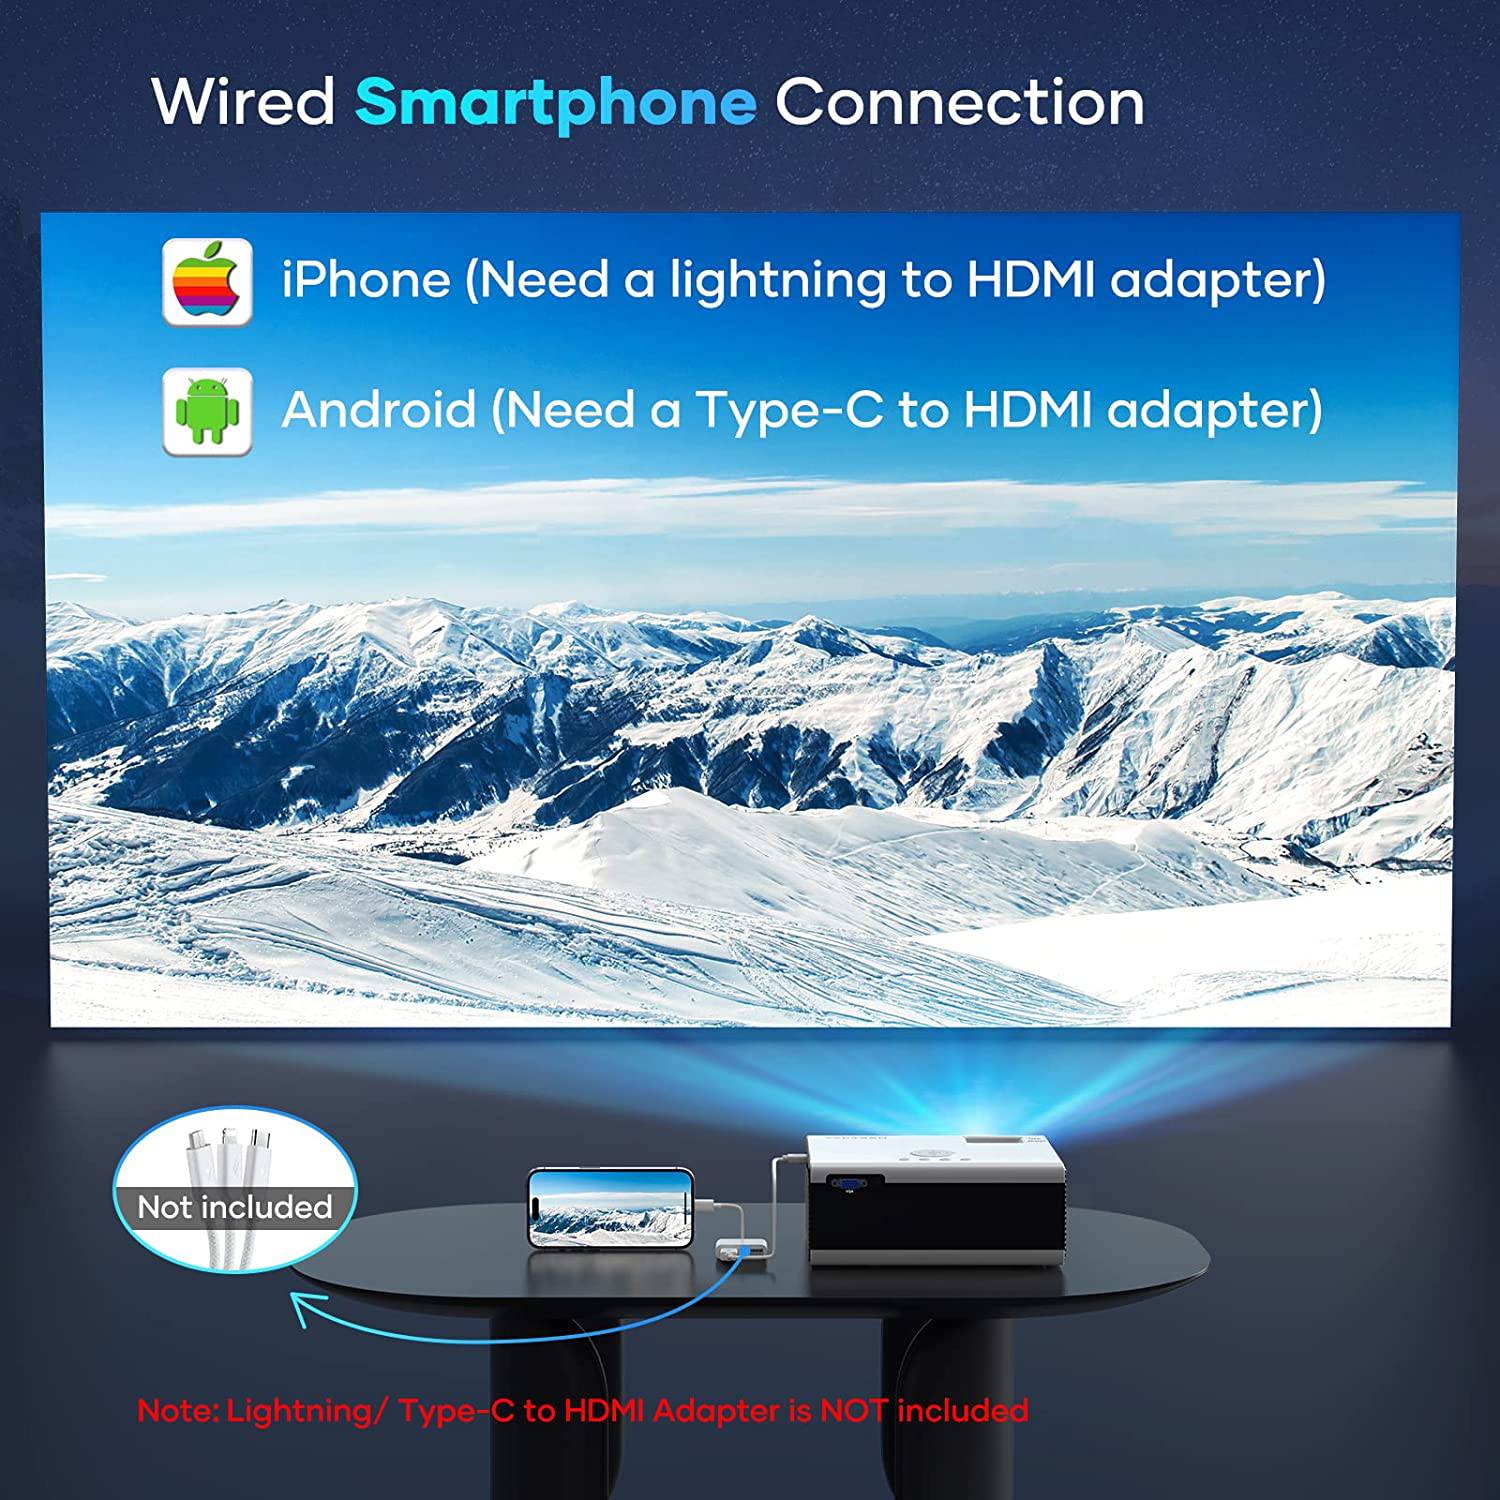 Wired Smartphone Connection
iPhone (Need a lightning to HDMI adapter)
Android (Need a Type-C to HDMI adapter)
Not included
Note: Lightning/ Type-C to HDMI Adapter is NOT included